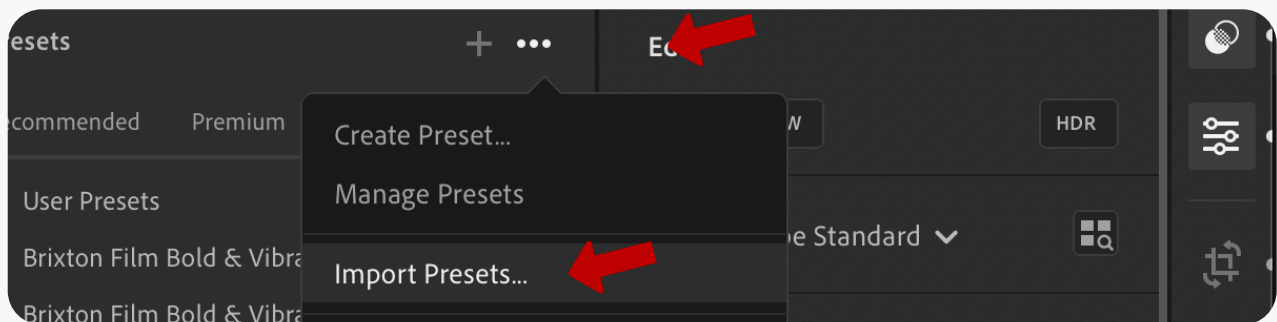 esets
Ed
commended Premium
Create Preset...
Manage Presets
Import Presets...
User Presets
Brixton Film Bold & Vibra
Brixton Film Bold & Vibra
W
HDR
e Standard